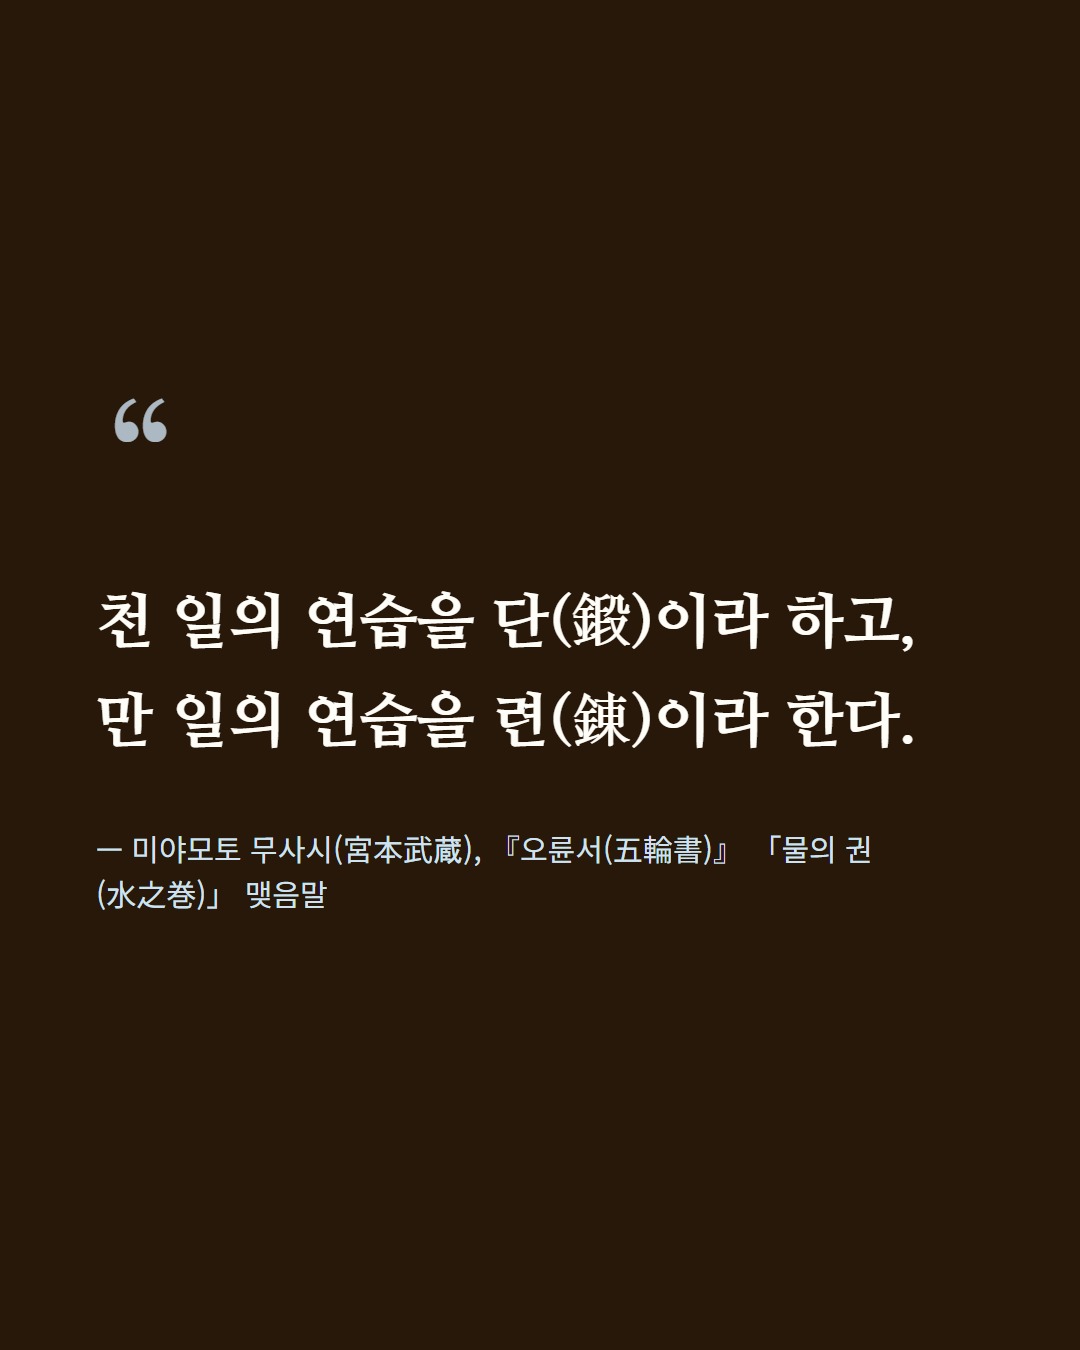 “
천 일의 연습을 단(鍛)이라 하고,
만 일의 연습을 련(錬)이라 한다.
— 미야모토 무사시(宮本武蔵), 『오륜서(五輪書)』 「물의 권
(水之巻)」 맺음말